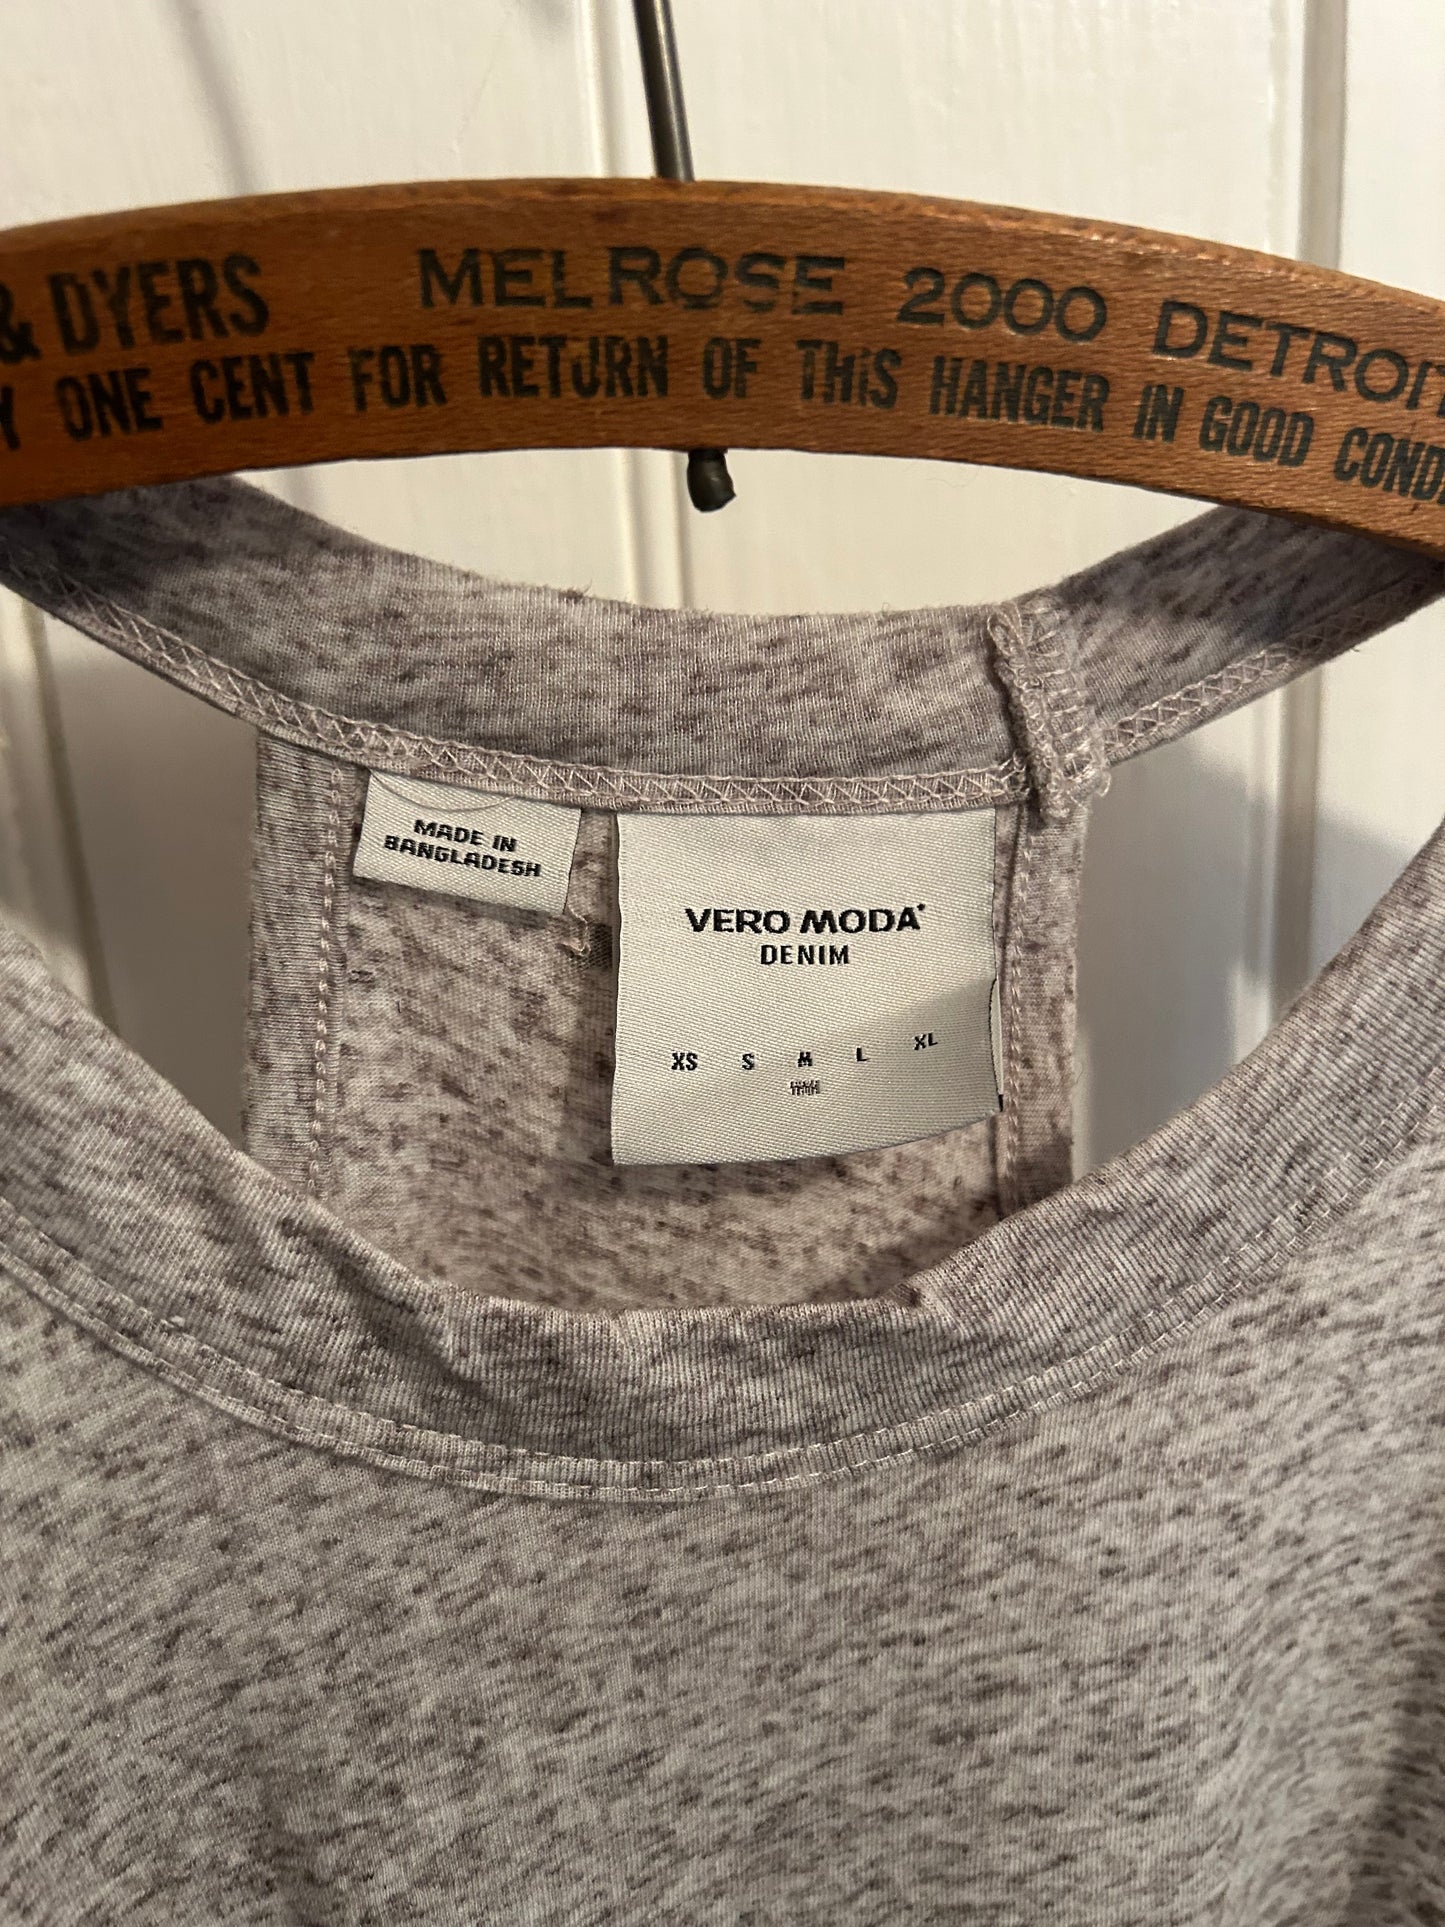 & DYERS MELROSE 2000 DETROIT
ONE CENT FOR RETURN OF THIS HANGER IN GOOD COND
MADE IN
BANGLADESH
VERO MODA
DENIM
XS S M L XL